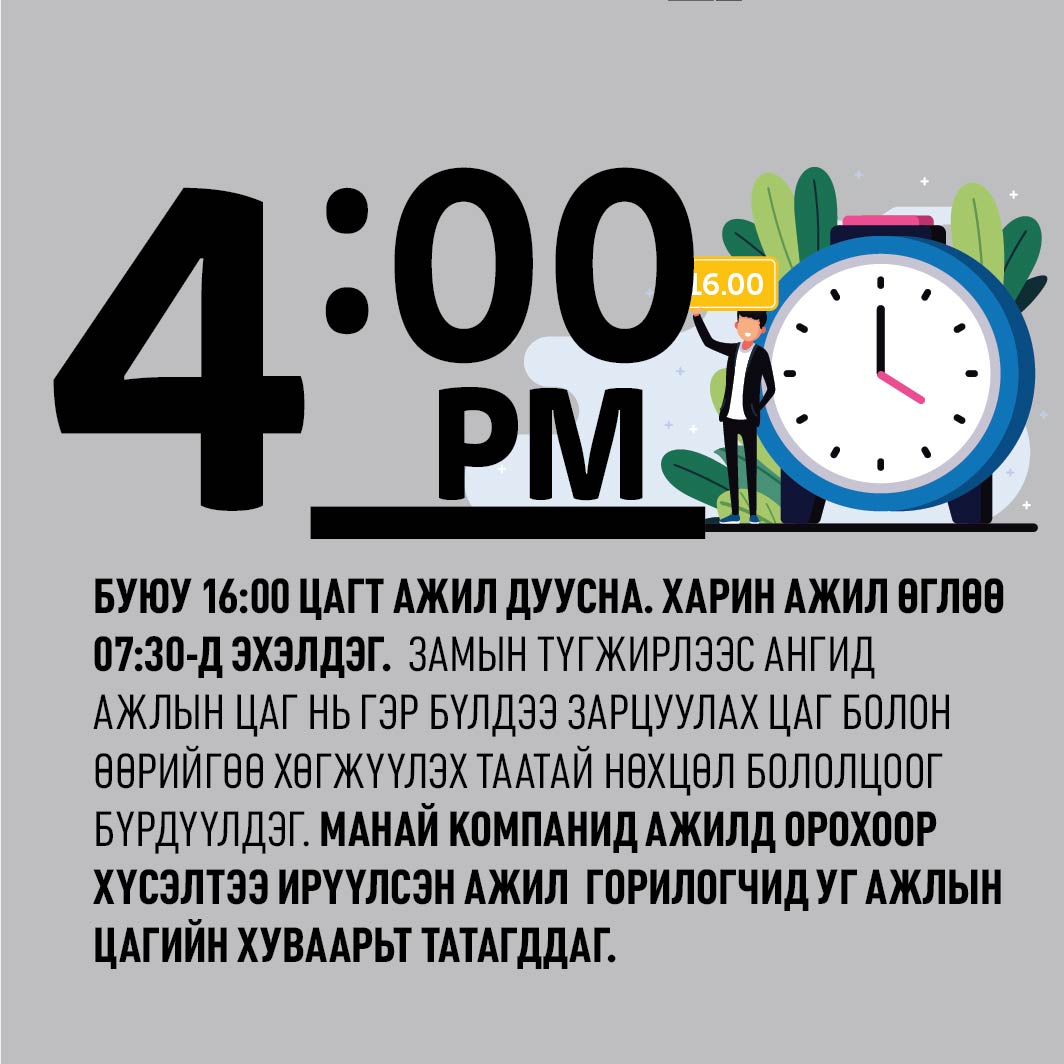 4:00
PM
16.00
БУЮУ 16:00 ЦАГТ АЖИЛ ДУУСНА. ХАРИН АЖИЛ ӨГЛӨӨ
07:30-Д ЭХЭЛДЭГ. ЗАМЫН ТҮГЖИРЛЭЭС АНГИД
АЖЛЫН ЦАГ НЬ ГЭР БҮЛДЭЭ ЗАРЦУУЛАХ ЦАГ БОЛОН
ӨӨРИЙГӨӨ ХӨГЖҮҮЛЭХ ТААТАЙ НӨХЦӨЛ БОЛОЛЦООГ
БҮРДҮҮЛДЭГ. МАНАЙ КОМПАНИД АЖИЛД ОРОХООР
ХҮСЭЛТЭЭ ИРҮҮЛСЭН АЖИЛ ГОРИЛОГЧИД УГ АЖЛЫН
ЦАГИЙН ХУВААРЬТ ТАТАГДДАГ.